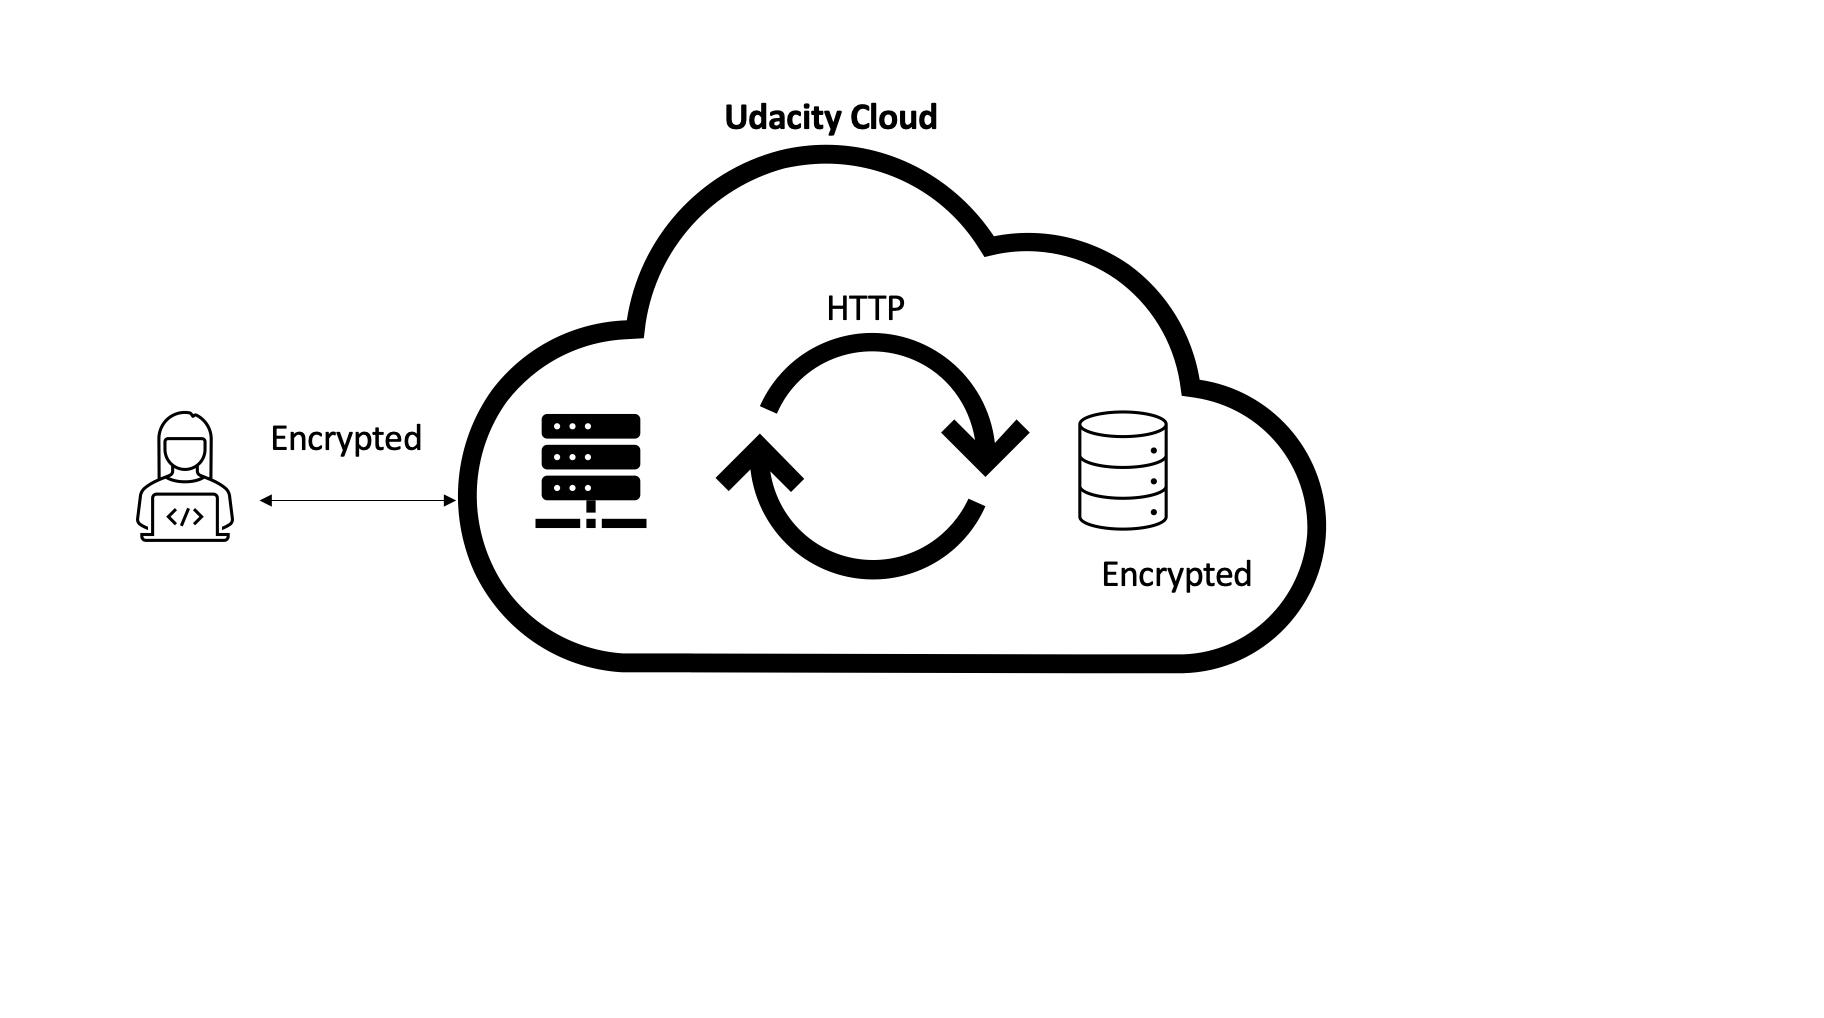 Udacity Cloud
HTTP
Encrypted
</>
Encrypted